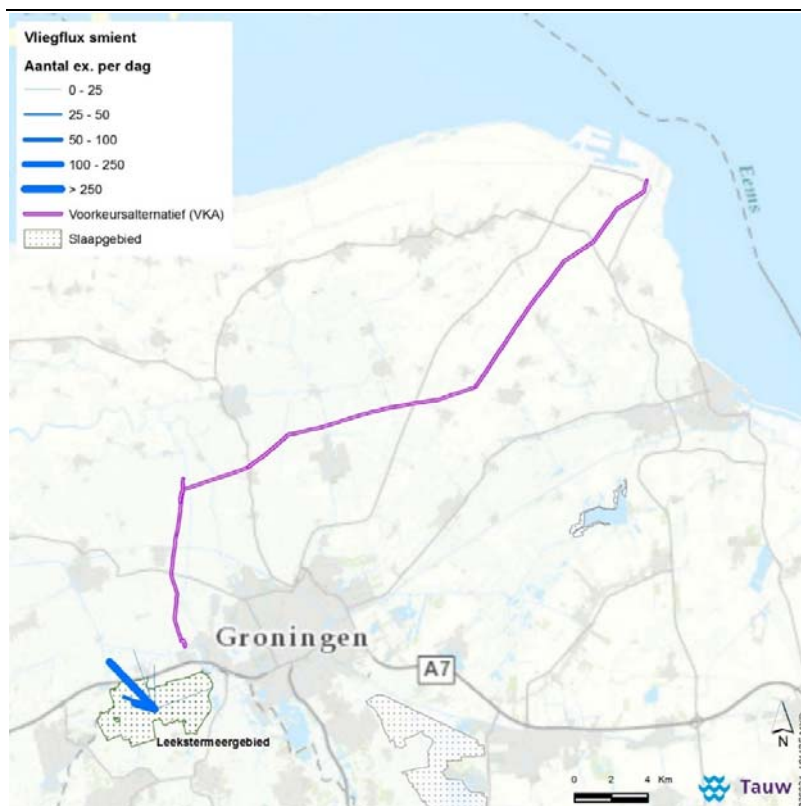 Vliegflux smient
Aantal ex. per dag
0 - 25
25 - 50
50 - 100
100 - 250
> 250
Voorkeursalternatief (VKA)
Slaapgebied
Eems
Groningen
A7
Leekstermeergebied
N
0 2 4 Km
Tauw